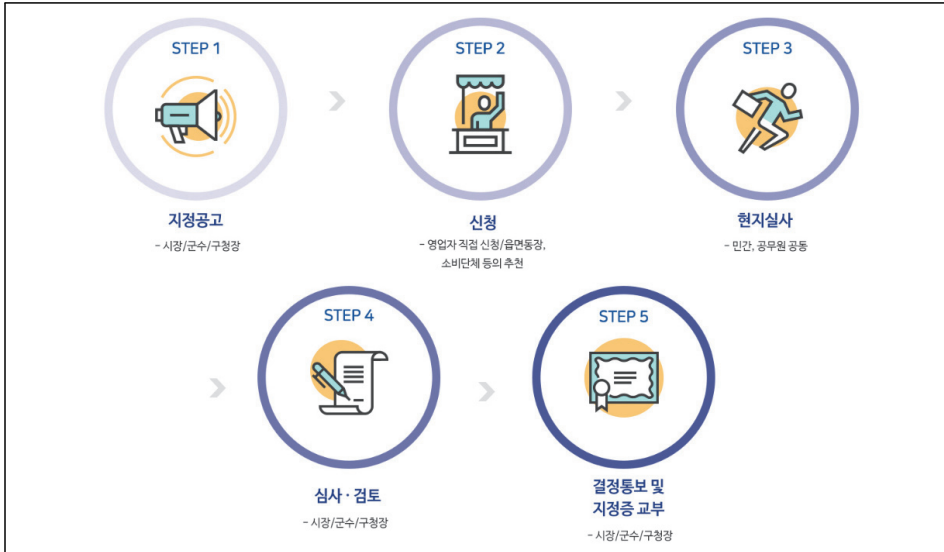 STEP 1
지정공고
- 시장/군수/구청장
STEP 2
신청
- 영업자 직접 신청/읍면동장,
소비단체 등의 추천
STEP 3
현지실사
- 민간, 공무원 공동
STEP 4
심사 · 검토
- 시장/군수/구청장
STEP 5
결정통보 및
지정증 교부
- 시장/군수/구청장